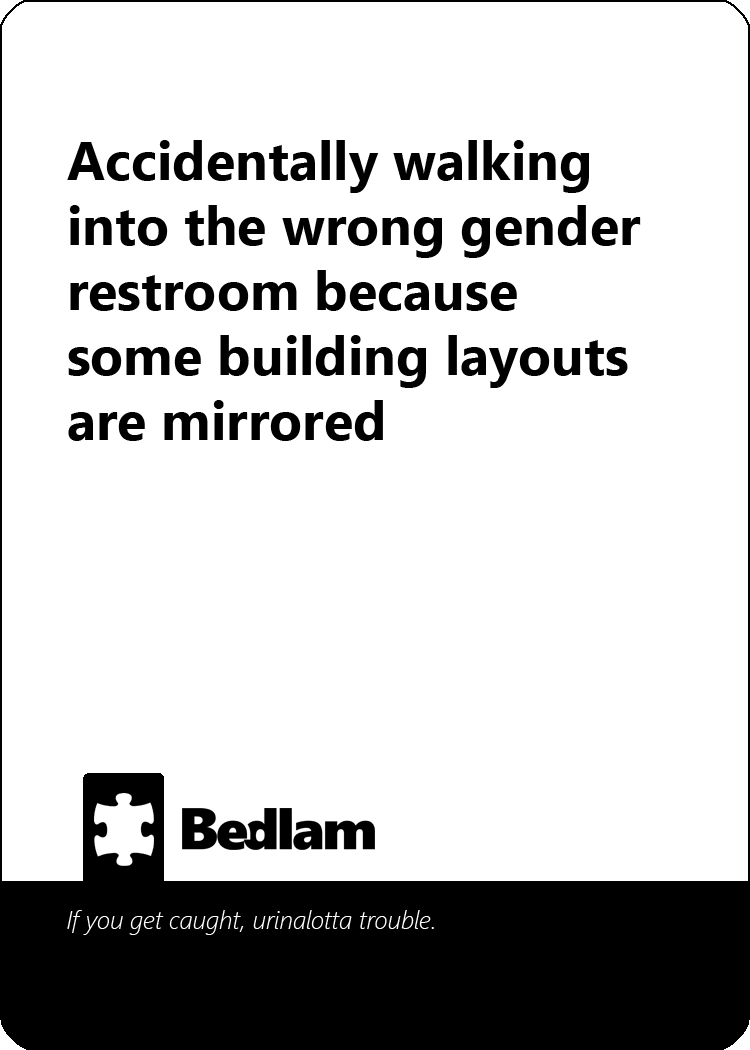 Accidentally walking
into the wrong gender
restroom because
some building layouts
are mirrored
Bedlam
If you get caught, urinalotta trouble.